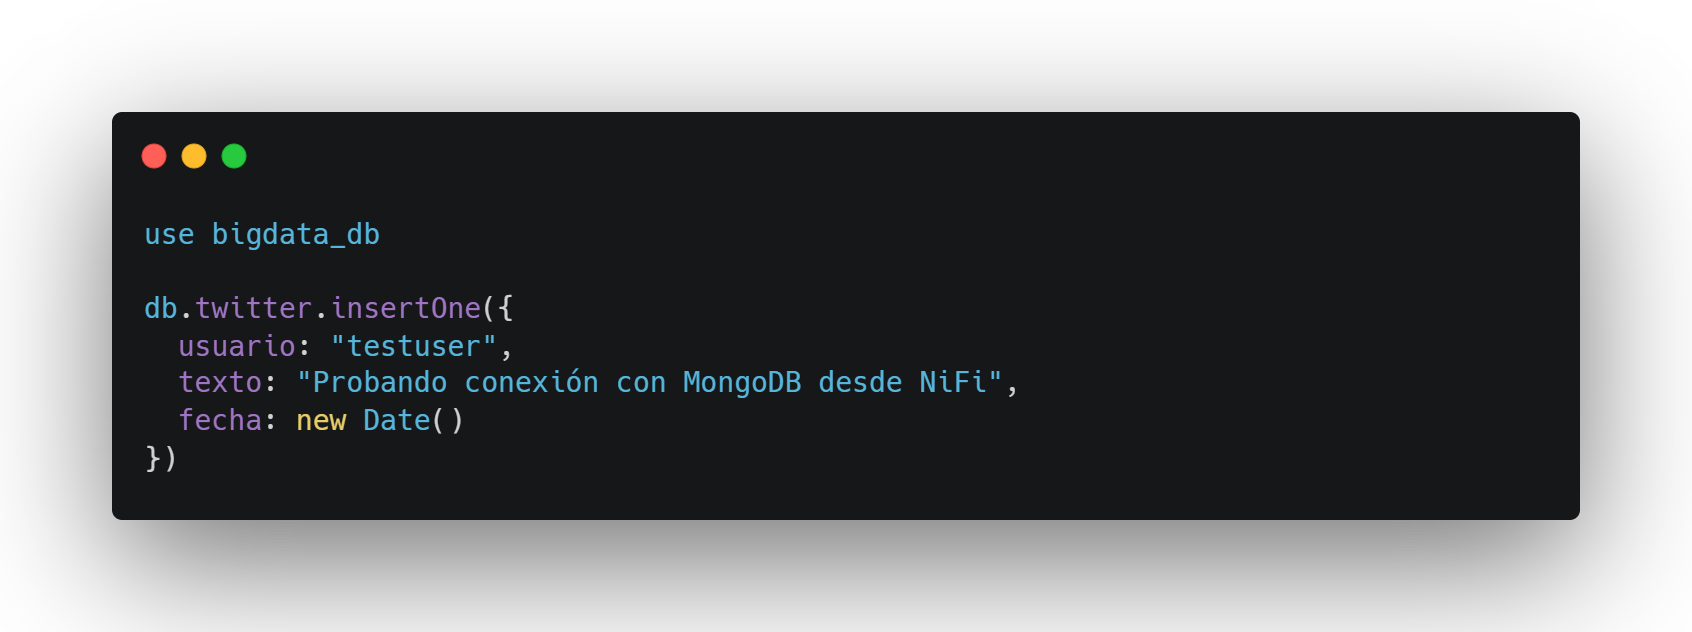 use bigdata_db
db.twitter.insertOne({
  usuario: "testuser",
  texto: "Probando conexión con MongoDB desde NiFi",
  fecha: new Date()
})